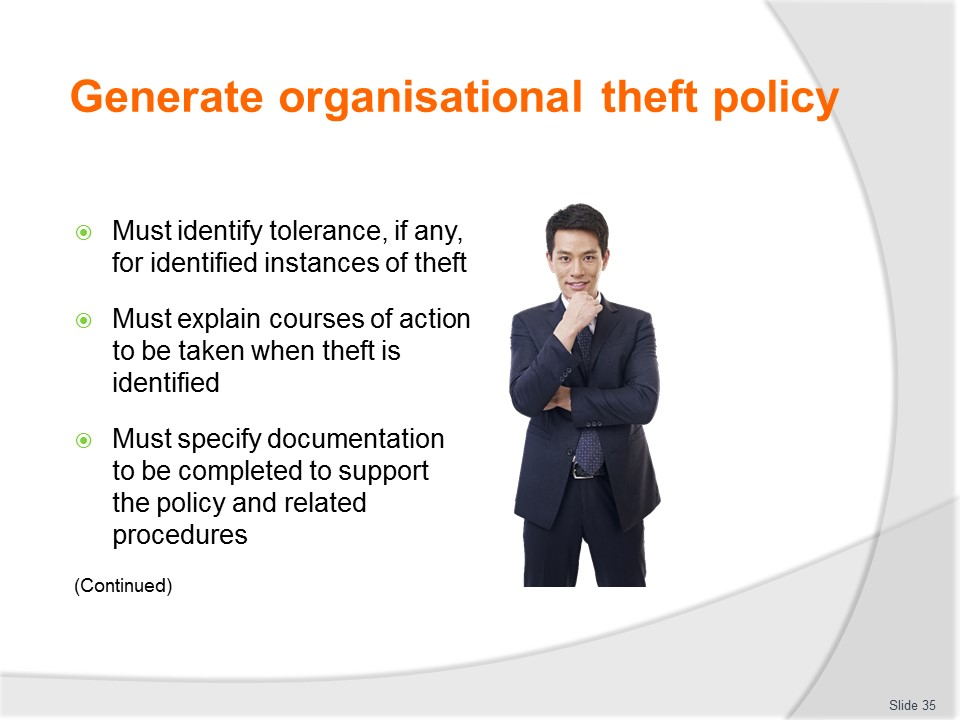 Generate organisational theft policy
Must identify tolerance, if any,
for identified instances of theft
Must explain courses of action
to be taken when theft is
identified
Must specify documentation
to be completed to support
the policy and related
procedures
(Continued)
Slide 35